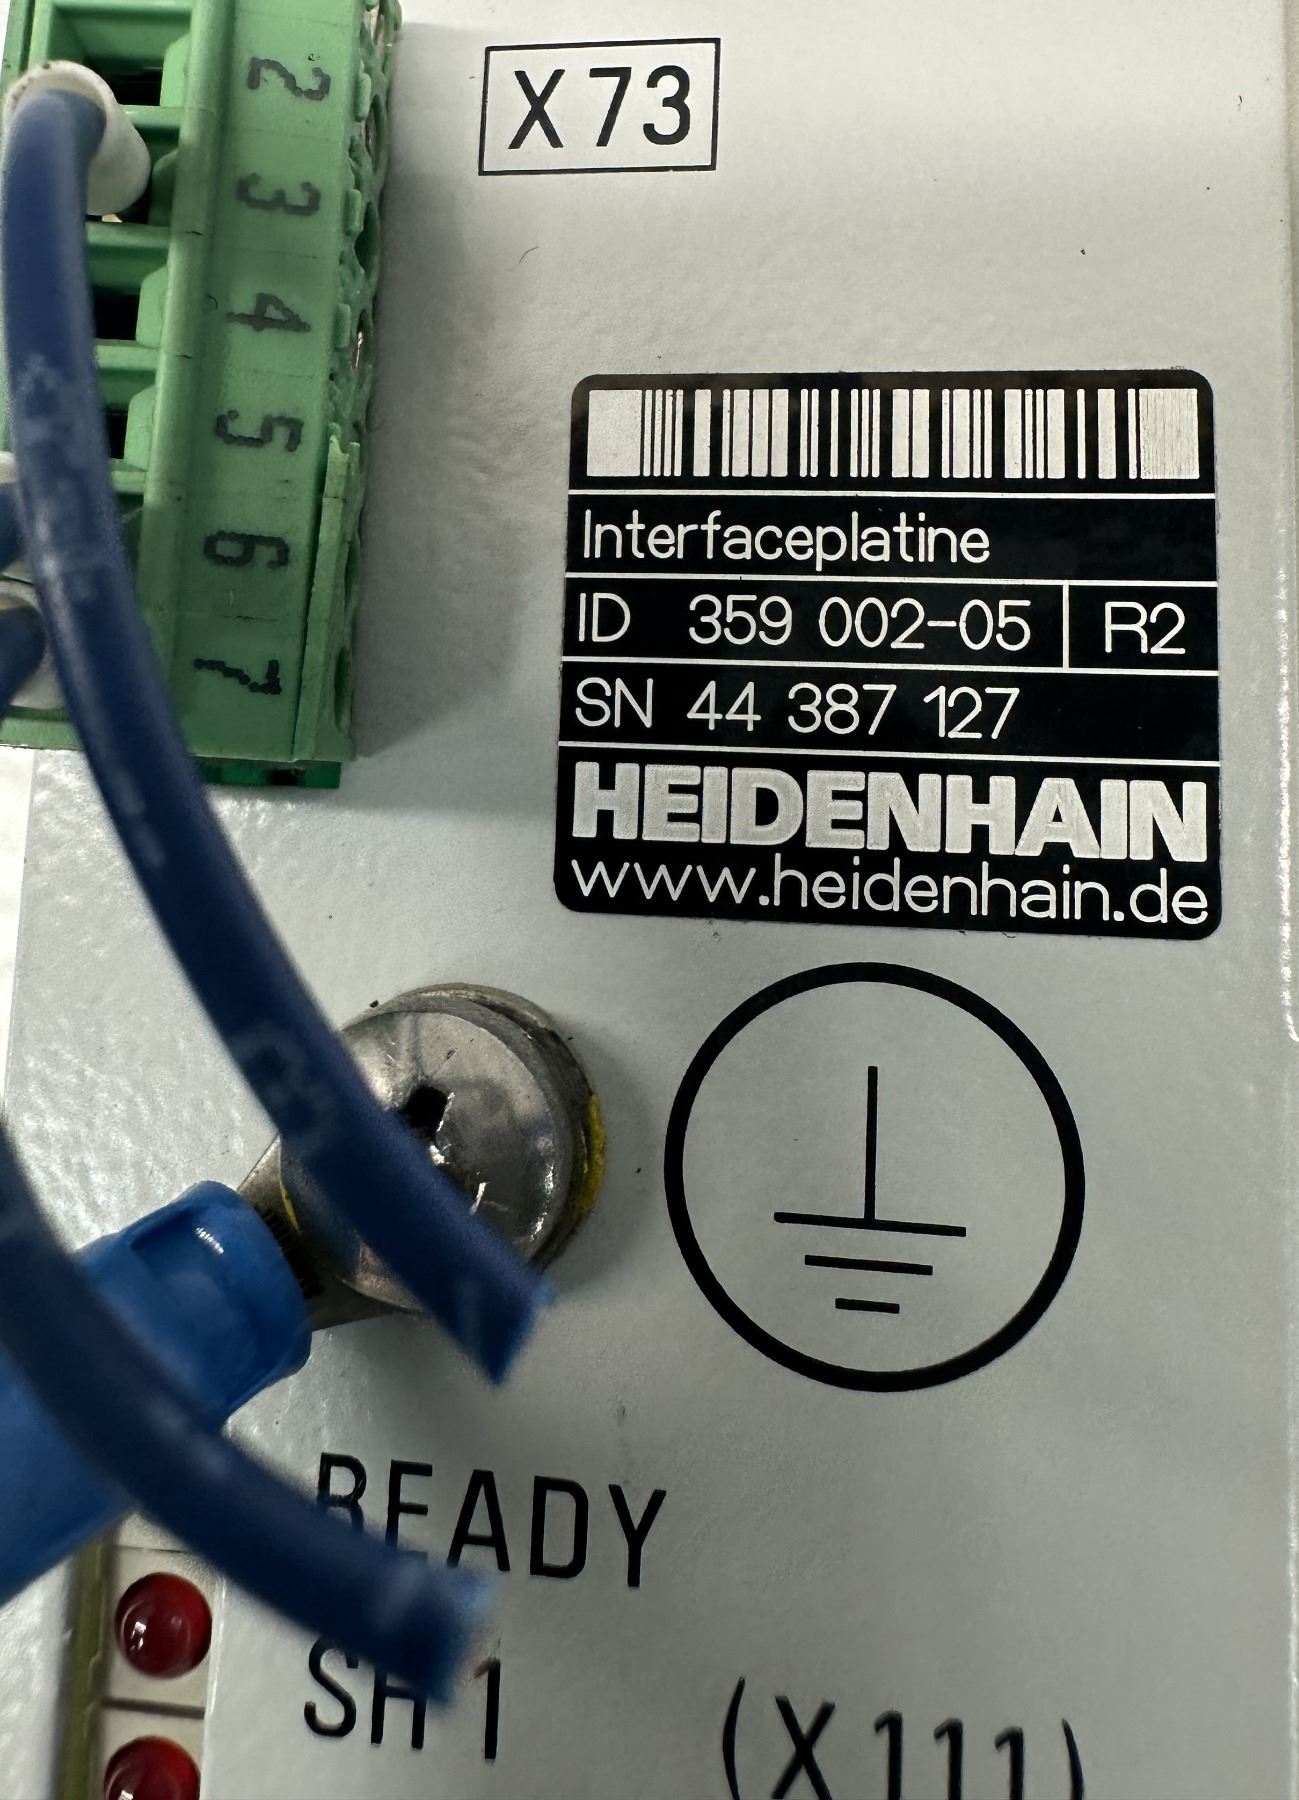 X73
2
3
4
5
6
7
Interfaceplatine
ID 359 002-05 R2
SN 44 387 127
HEIDENHAIN
www.heidenhain.de
READY
SH 1
(X111)